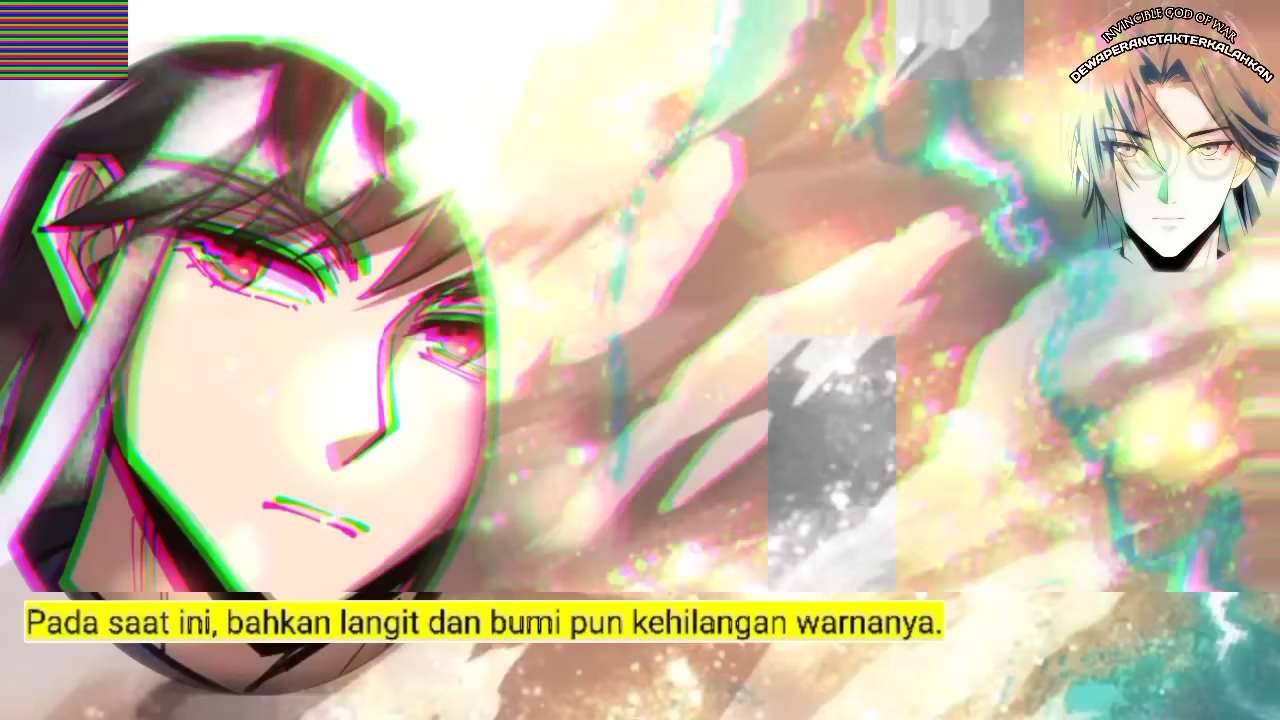 INVINCIBLE GOD OF WAR
DEWAPERANGTAKTERKALAHKAN
Pada saat ini, bahkan langit dan bumi pun kehilangan warnanya.